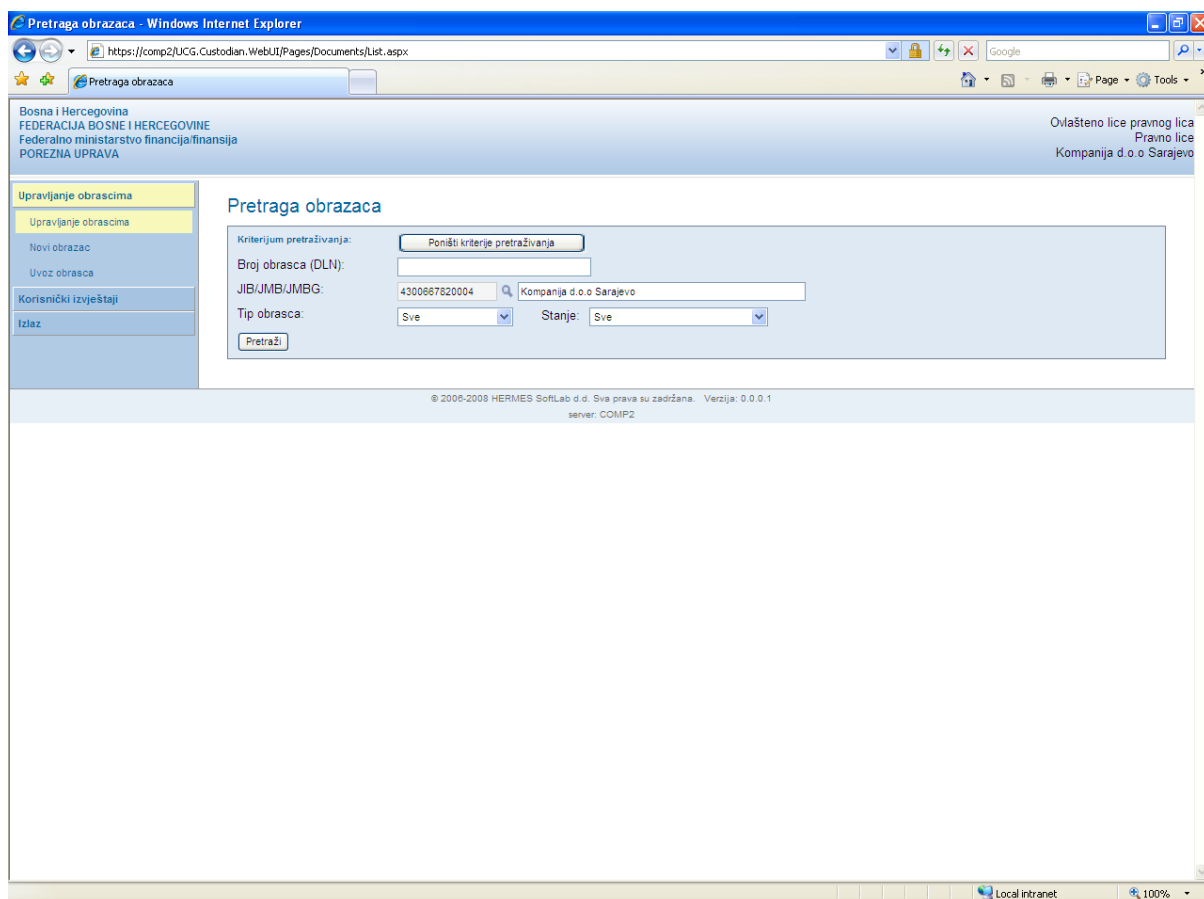 Pretraga obrazaca - Windows Internet Explorer
https://comp2/UCG.Custodian.WebUI/Pages/Documents/List.aspx
Google
Pretraga obrazaca
Page
Tools
Bosna i Hercegovina
FEDERACIJA BOSNE I HERCEGOVINE
Federalno ministarstvo financija/finansija
POREZNA UPRAVA
Ovlašteno lice pravnog lica
Pravno lice
Kompanija d.o.o Sarajevo
Upravljanje obrascima
Upravljanje obrascima
Novi obrazac
Uvoz obrasca
Korisnički izvještaji
Izlaz
Pretraga obrazaca
Kriterijum pretraživanja: Poništi kriterije pretraživanja
Broj obrasca (DLN):
JIB/JMB/JMBG: 4300667820004 Kompanija d.o.o Sarajevo
Tip obrasca: Sve Stanje: Sve
Pretraži
© 2006-2008 HERMES SoftLab d.d. Sva prava su zadržana. Verzija: 0.0.0.1
server: COMP2
Local intranet 100%